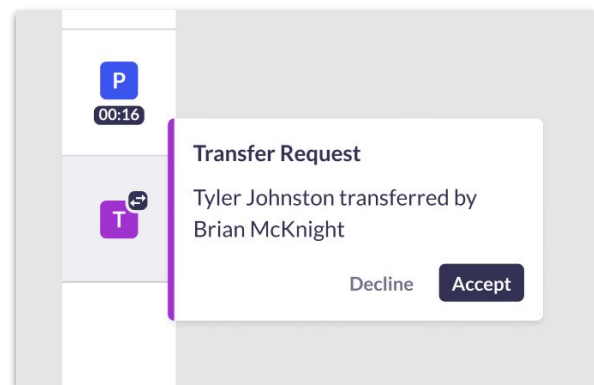 P
00:16
T
Transfer Request
Tyler Johnston transferred by
Brian McKnight
Decline Accept